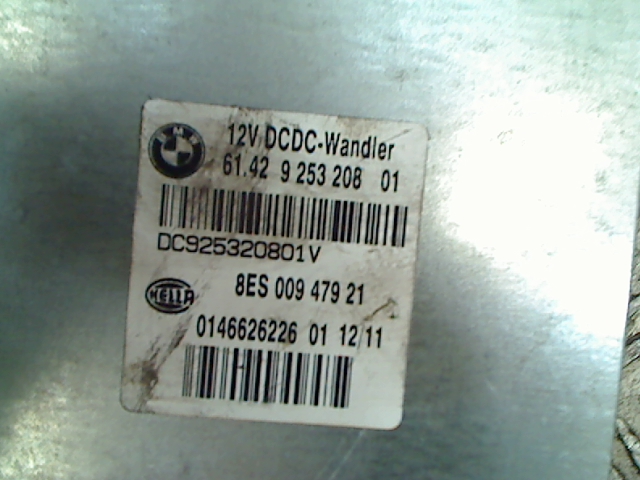 BMW
12V DCDC-Wandler
61.42 9 253 208 01
DC925320801V
HELLA
8ES 009 479 21
0146626226 01 12 11